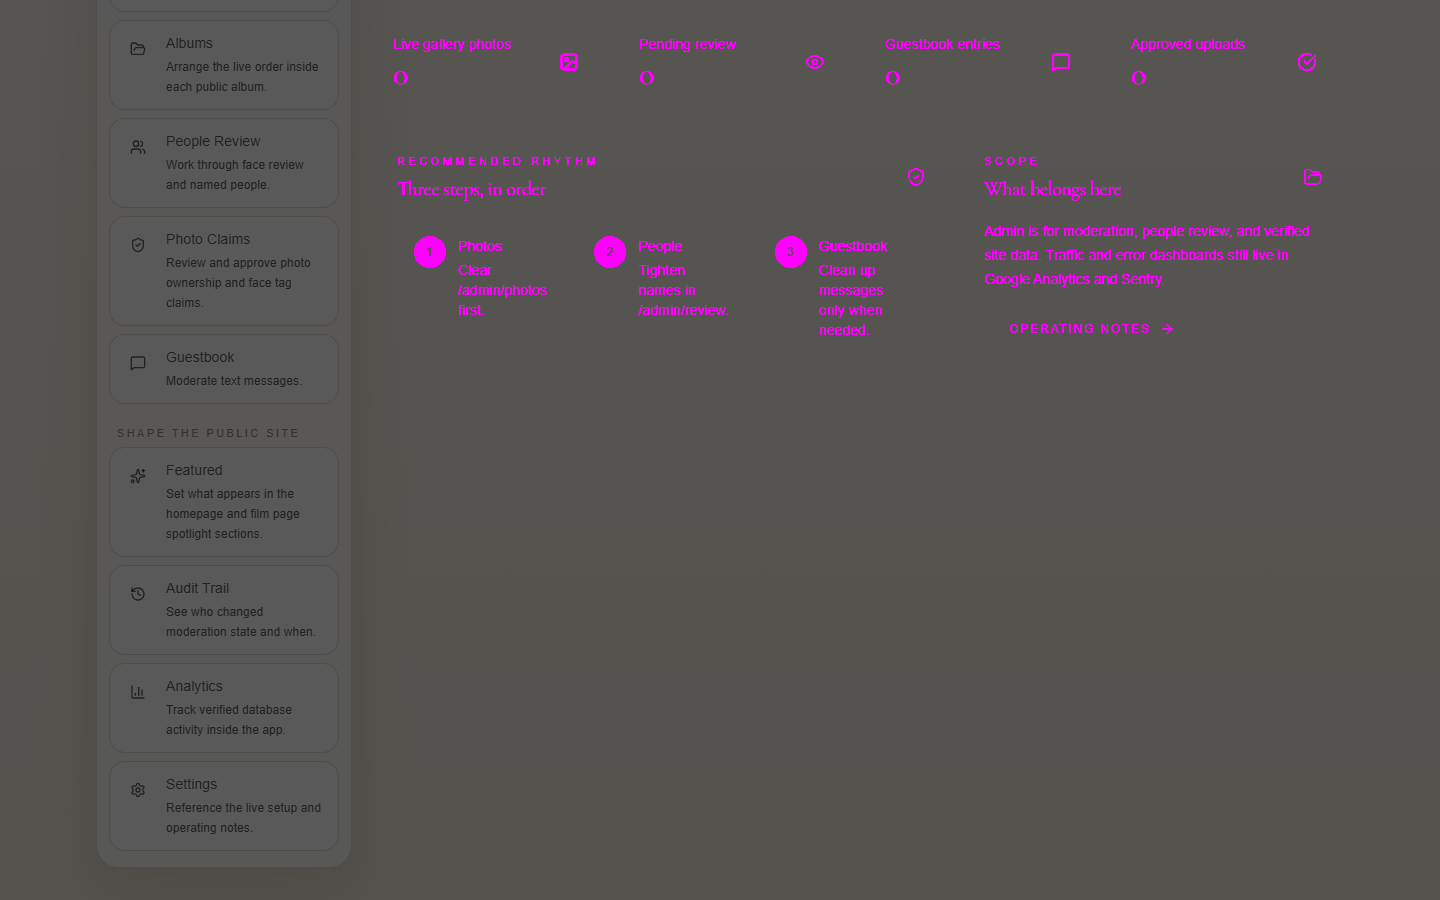 Albums
Arrange the live order inside
each public album.
People Review
Work through face review
and named people.
Photo Claims
Review and approve photo
ownership and face tag
claims.
Guestbook
Moderate text messages.
SHAPE THE PUBLIC SITE
Featured
Set what appears in the
homepage and film page
spotlight sections.
Audit Trail
See who changed
moderation state and when.
Analytics
Track verified database
activity inside the app.
Settings
Reference the live setup and
operating notes.
Live gallery photos
0
Pending review
0
Guestbook entries
0
Approved uploads
0
RECOMMENDED RHYTHM
Three steps, in order
1
Photos
Clear
/admin/photos
first.
2
People
Tighten
names in
/admin/review.
3
Guestbook
Clean up
messages
only when
needed.
SCOPE
What belongs here
Admin is for moderation, people review, and verified
site data. Traffic and error dashboards still live in
Google Analytics and Sentry.
OPERATING NOTES